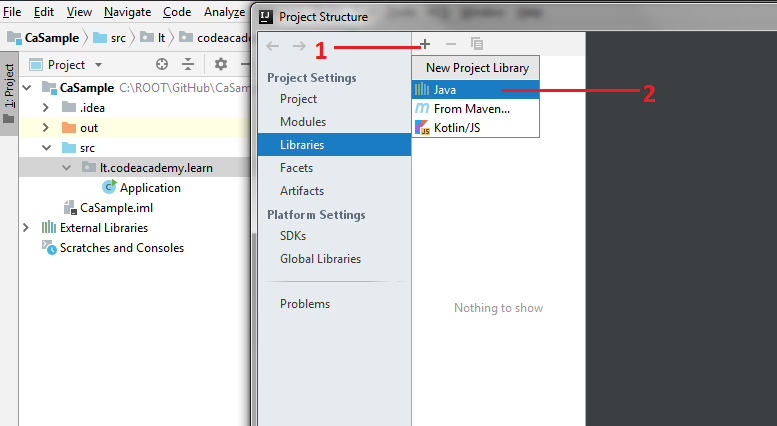 File Edit View Navigate Code Analyze
CaSample src lt codeacade
Project
1: Project
CaSample C:\ROOT\GitHub\CaSam
.idea
out
src
lt.codeacademy.learn
Application
CaSample.iml
External Libraries
Scratches and Consoles
Project Structure
1
Project Settings
Project
Modules
Libraries
Facets
Artifacts
Platform Settings
SDKs
Global Libraries
Problems
New Project Library
Java
2
From Maven...
Kotlin/JS
Nothing to show